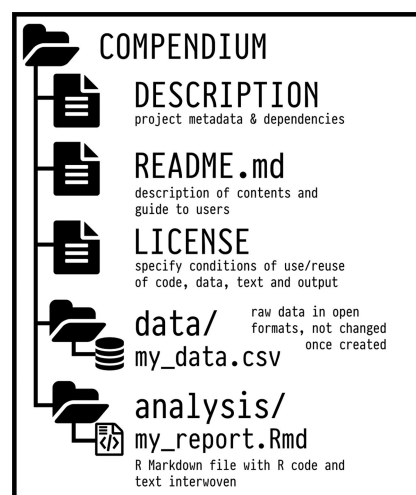 COMPENDIUM
DESCRIPTION
project metadata & dependencies
README.md
description of contents and
guide to users
LICENSE
specify conditions of use/reuse
of code, data, text and output
data/
raw data in open
formats, not changed
once created
my_data.csv
analysis/
my_report.Rmd
R Markdown file with R code and
text interwoven